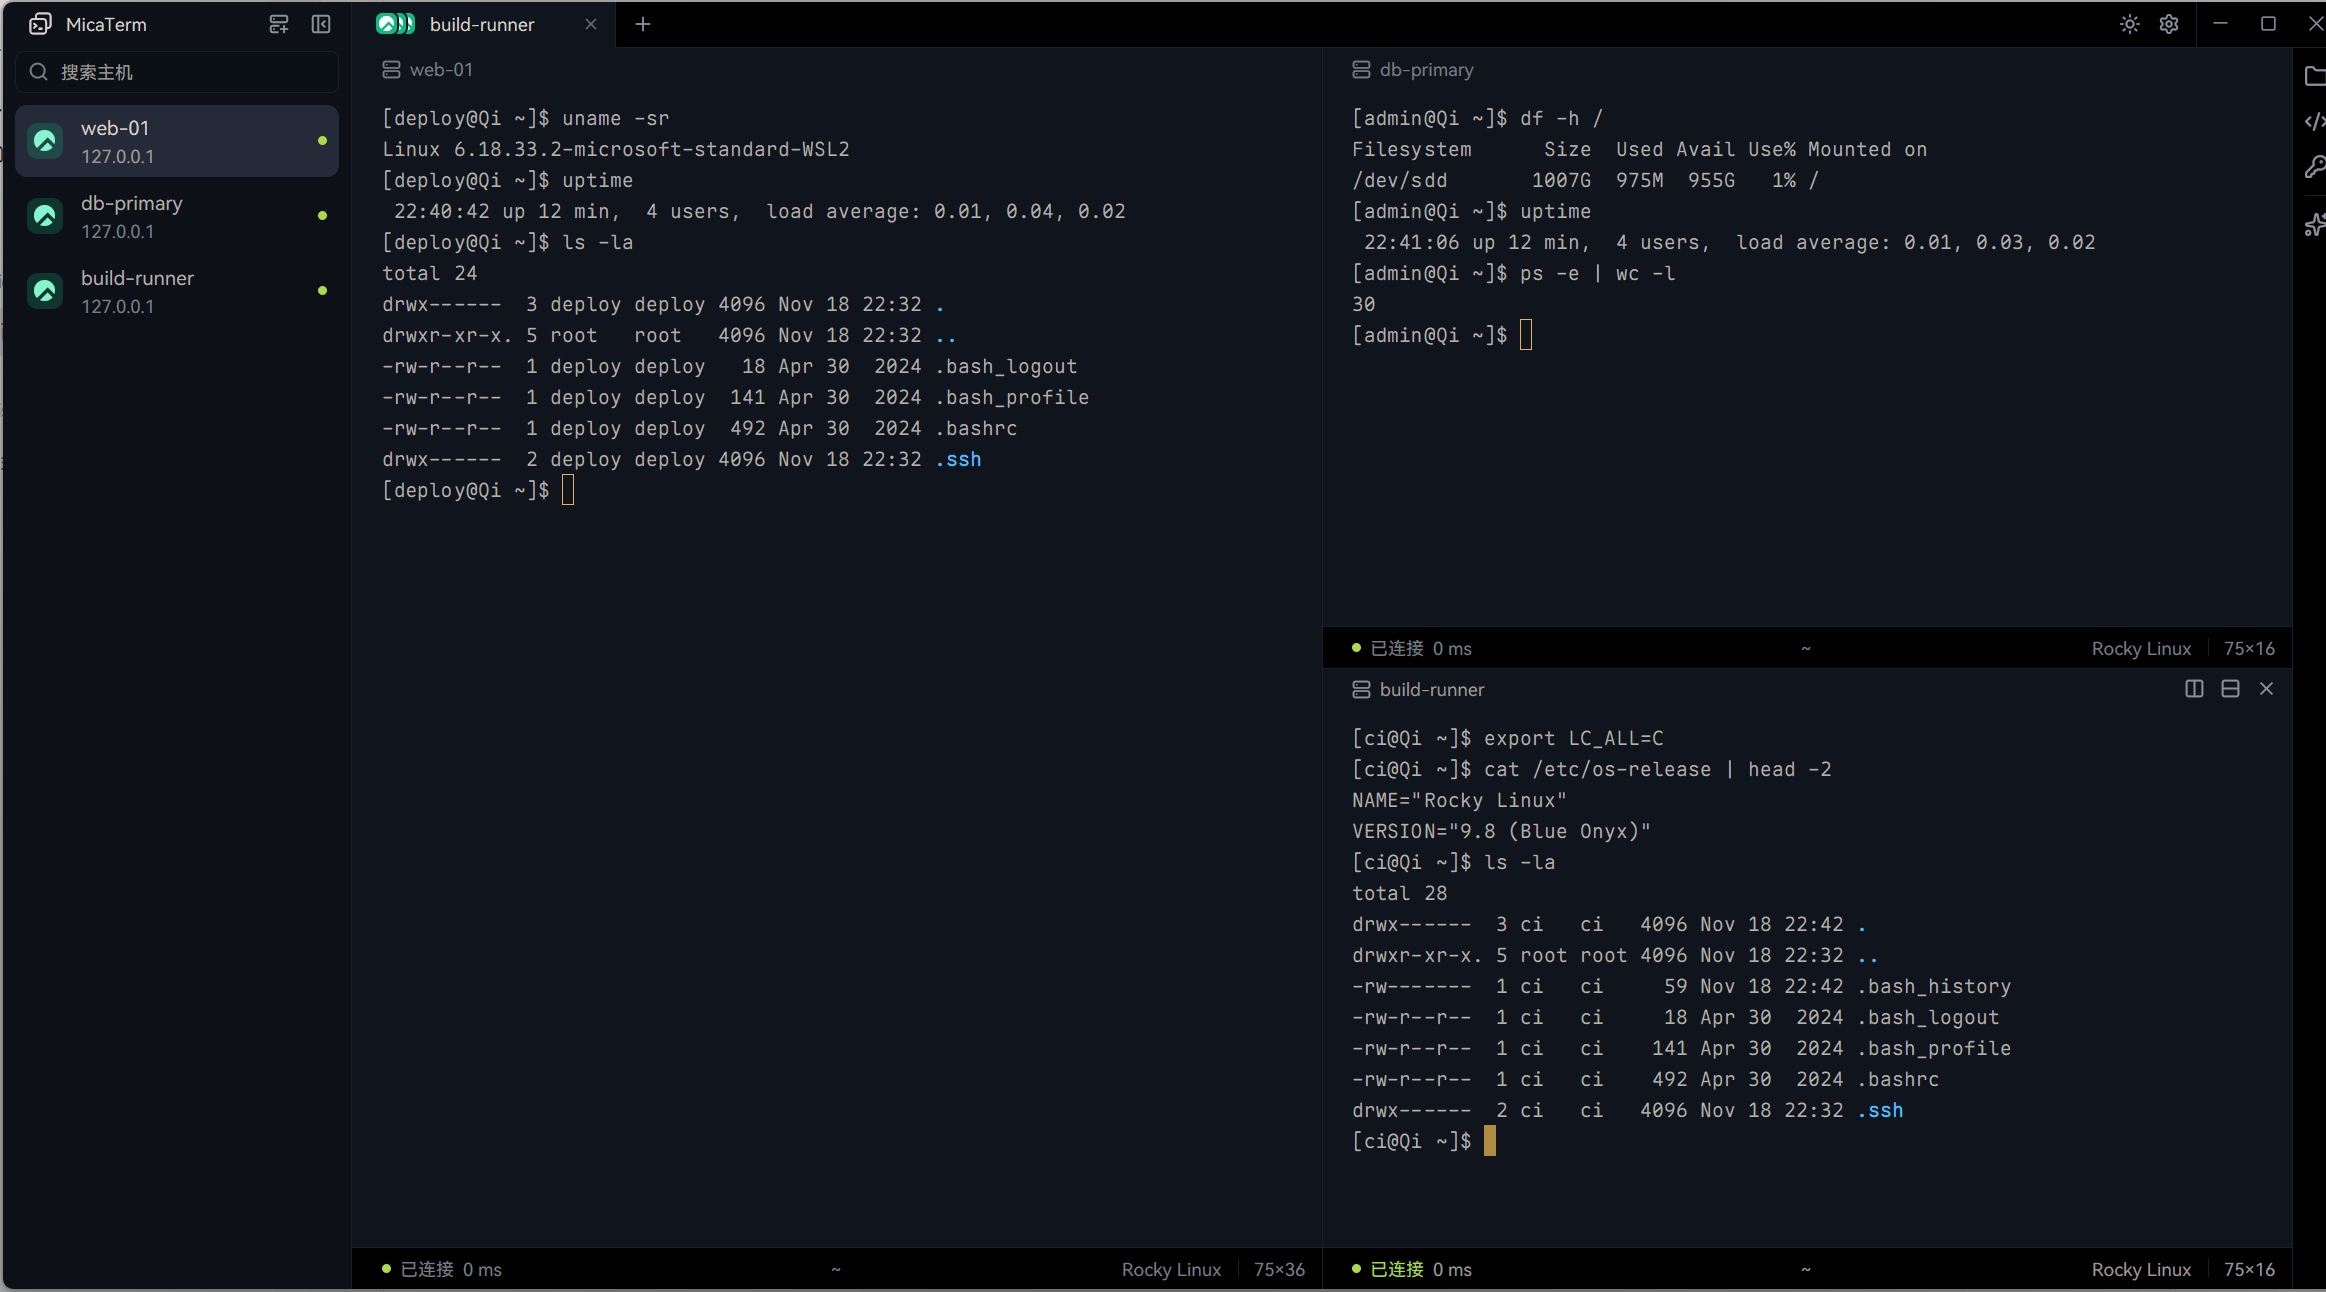 MicaTerm
搜索主机
web-01
127.0.0.1
db-primary
127.0.0.1
build-runner
127.0.0.1
build-runner
web-01
[deploy@Qi ~]$ uname -sr
Linux 6.18.33.2-microsoft-standard-WSL2
[deploy@Qi ~]$ uptime
 22:40:42 up 12 min,  4 users,  load average: 0.01, 0.04, 0.02
[deploy@Qi ~]$ ls -la
total 24
drwx------  3 deploy deploy 4096 Nov 18 22:32 .
drwxr-xr-x. 5 root   root   4096 Nov 18 22:32 ..
-rw-r--r--  1 deploy deploy   18 Apr 30  2024 .bash_logout
-rw-r--r--  1 deploy deploy  141 Apr 30  2024 .bash_profile
-rw-r--r--  1 deploy deploy  492 Apr 30  2024 .bashrc
drwx------  2 deploy deploy 4096 Nov 18 22:32 .ssh
[deploy@Qi ~]$
已连接 0 ms ~ Rocky Linux 75×36
db-primary
[admin@Qi ~]$ df -h /
Filesystem      Size  Used Avail Use% Mounted on
/dev/sdd       1007G  975M  955G   1% /
[admin@Qi ~]$ uptime
 22:41:06 up 12 min,  4 users,  load average: 0.01, 0.03, 0.02
[admin@Qi ~]$ ps -e | wc -l
30
[admin@Qi ~]$
已连接 0 ms ~ Rocky Linux 75×16
build-runner
[ci@Qi ~]$ export LC_ALL=C
[ci@Qi ~]$ cat /etc/os-release | head -2
NAME="Rocky Linux"
VERSION="9.8 (Blue Onyx)"
[ci@Qi ~]$ ls -la
total 28
drwx------  3 ci   ci   4096 Nov 18 22:42 .
drwxr-xr-x. 5 root root 4096 Nov 18 22:32 ..
-rw-------  1 ci   ci     59 Nov 18 22:42 .bash_history
-rw-r--r--  1 ci   ci     18 Apr 30  2024 .bash_logout
-rw-r--r--  1 ci   ci    141 Apr 30  2024 .bash_profile
-rw-r--r--  1 ci   ci    492 Apr 30  2024 .bashrc
drwx------  2 ci   ci   4096 Nov 18 22:32 .ssh
[ci@Qi ~]$
已连接 0 ms ~ Rocky Linux 75×16